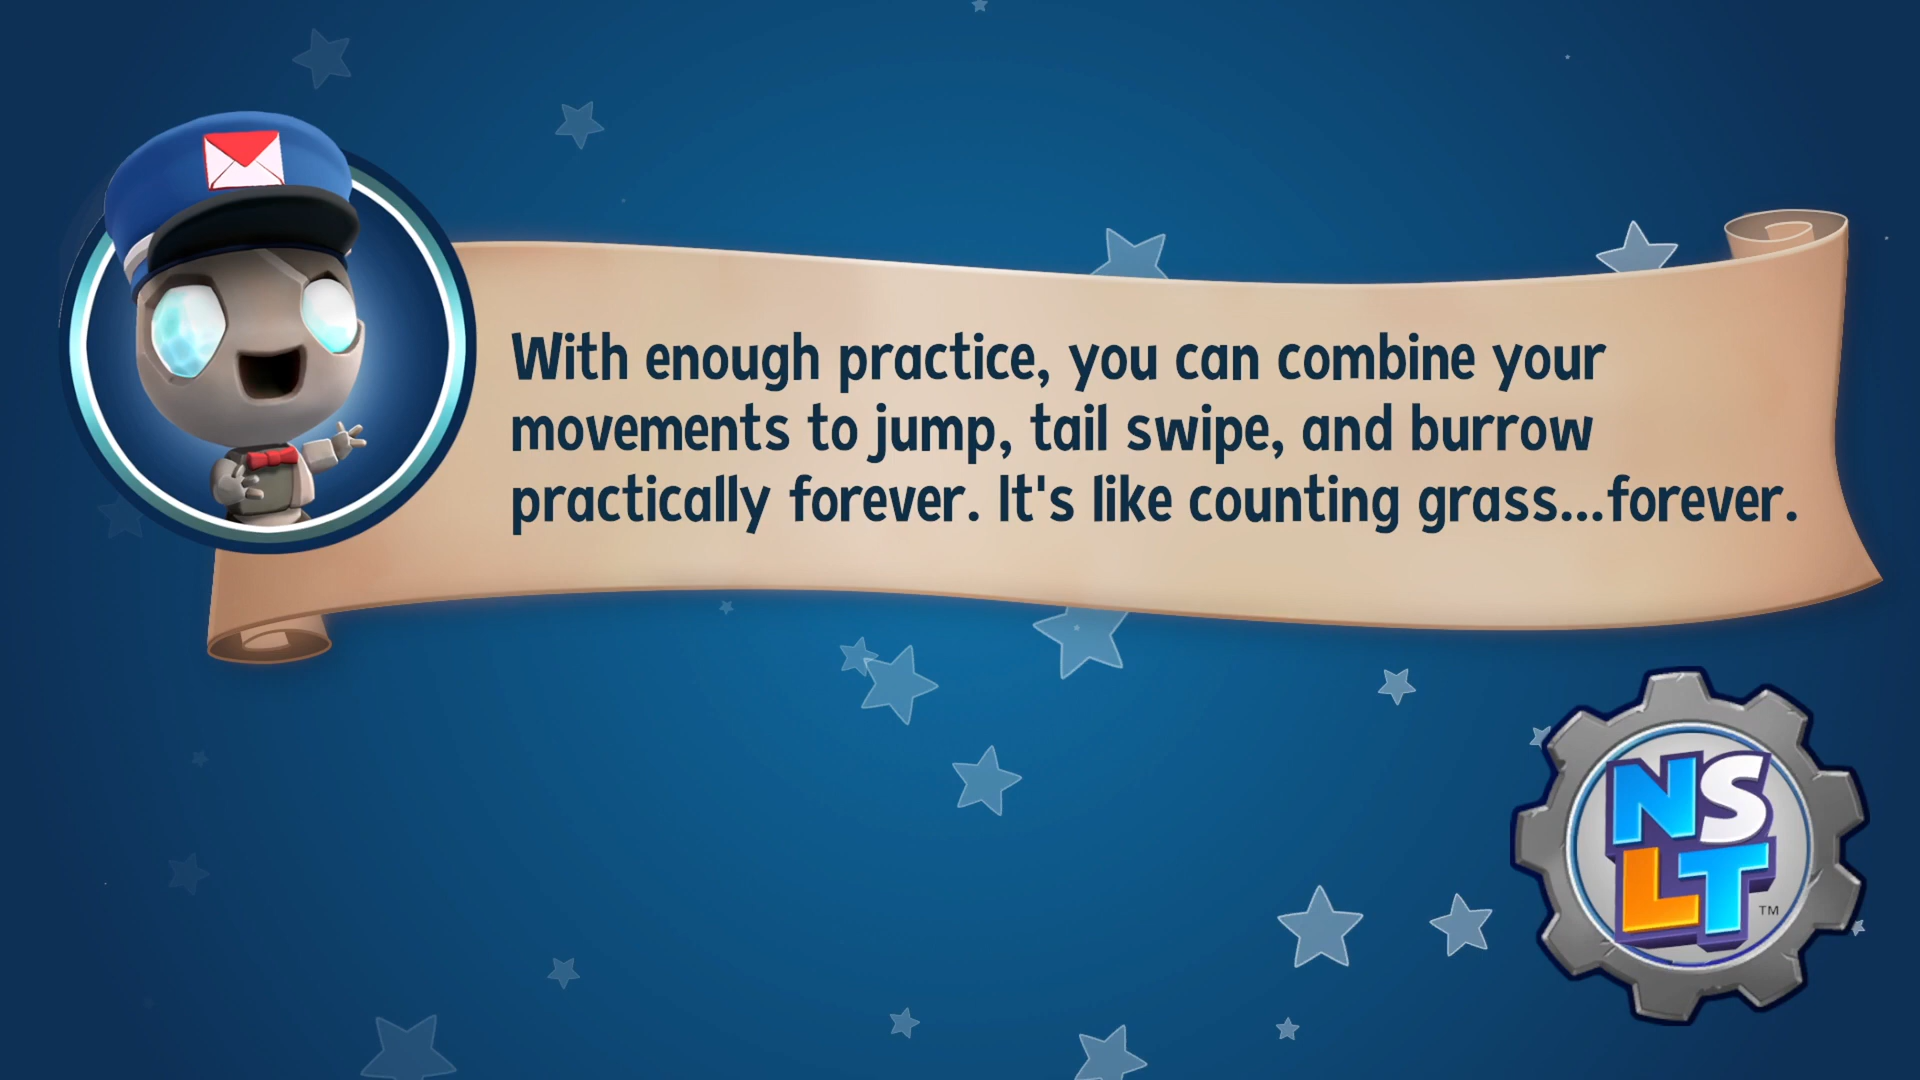 With enough practice, you can combine your
movements to jump, tail swipe, and burrow
practically forever. It's like counting grass...forever.
NS
LT
TM